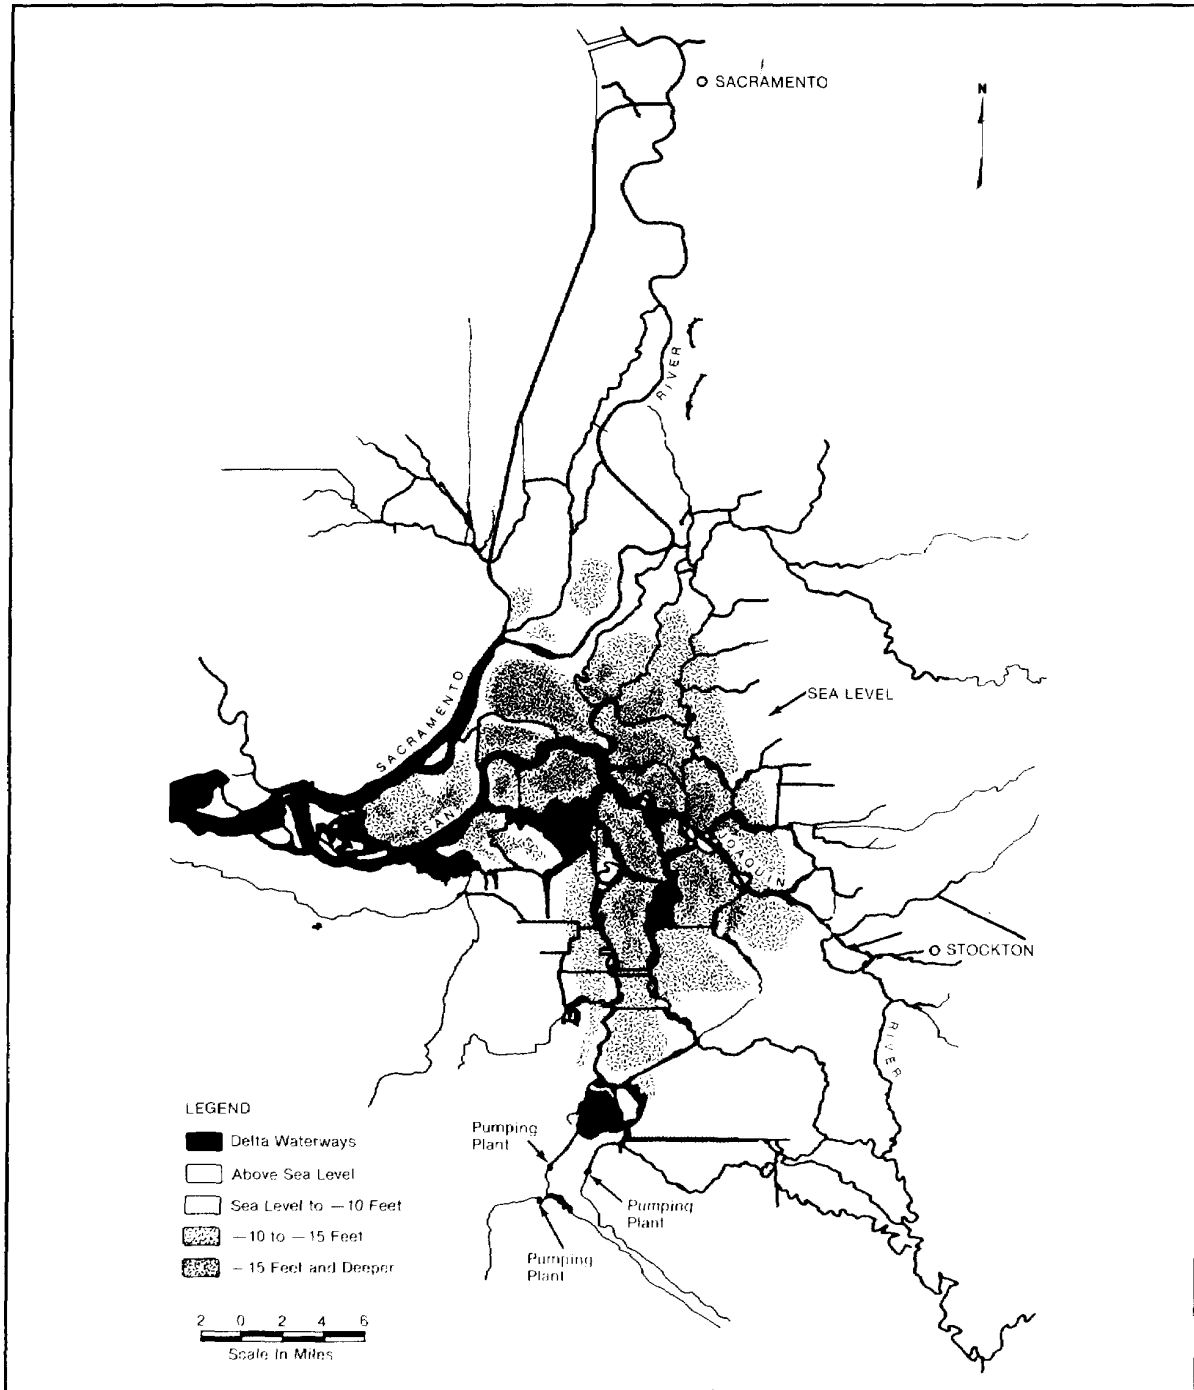 SACRAMENTO
N
RIVER
SEA LEVEL
SACRAMENTO
SAN
JOAQUIN
STOCKTON
RIVER
LEGEND
Delta Waterways
Above Sea Level
Sea Level to — 10 Feet
— 10 to — 15 Feet
— 15 Feet and Deeper
Pumping
Plant
Pumping
Plant
Pumping
Plant
2 0 2 4 6
Scale In Miles